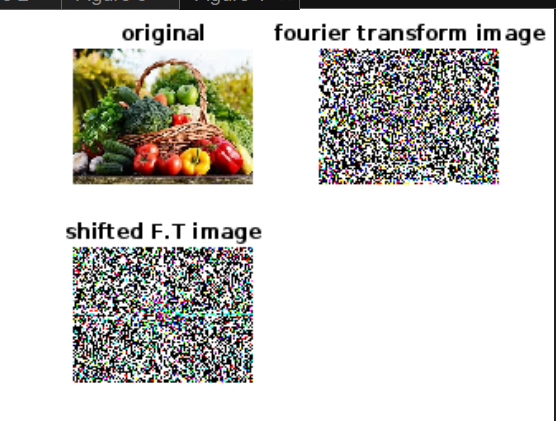 original
fourier transform image
shifted F.T image